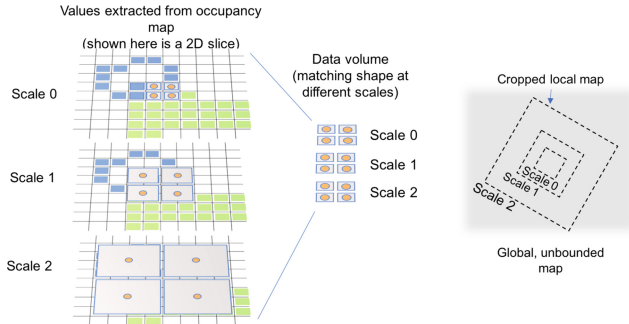 Values extracted from occupancy
map
(shown here is a 2D slice)
Scale 0
Scale 1
Scale 2
Data volume
(matching shape at
different scales)
Scale 0
Scale 1
Scale 2
Cropped local map
Scale 0
Scale 1
Scale 2
Global, unbounded
map